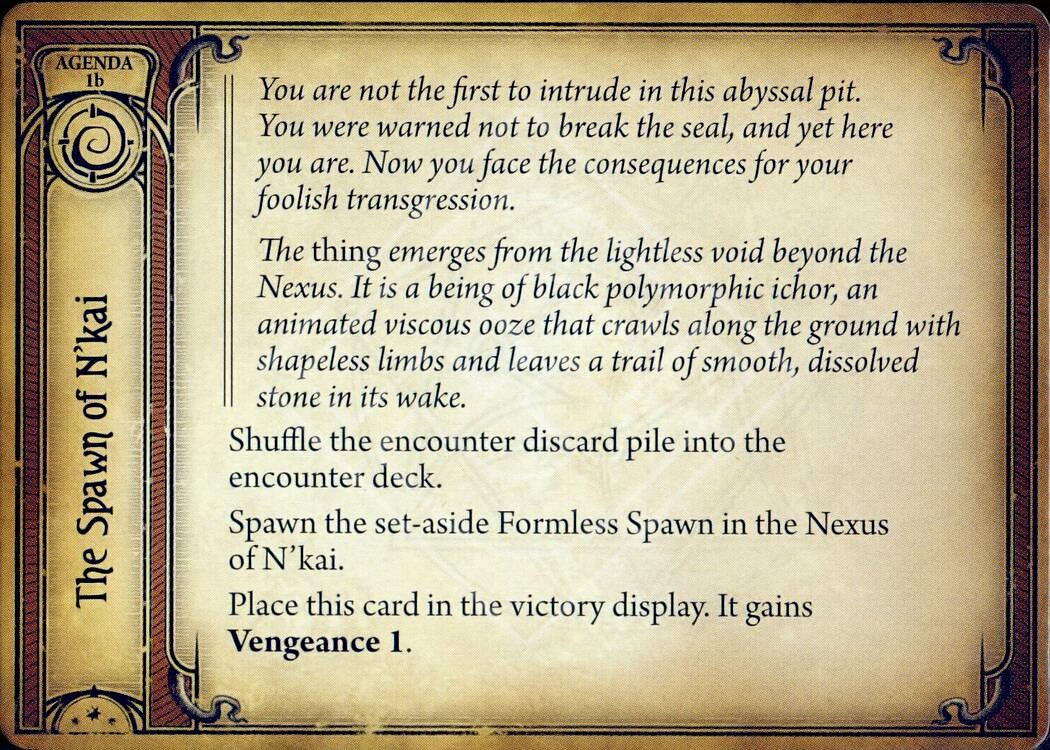 AGENDA
1b
The Spawn of N'kai
You are not the first to intrude in this abyssal pit.
You were warned not to break the seal, and yet here
you are. Now you face the consequences for your
foolish transgression.
The thing emerges from the lightless void beyond the
Nexus. It is a being of black polymorphic ichor, an
animated viscous ooze that crawls along the ground with
shapeless limbs and leaves a trail of smooth, dissolved
stone in its wake.
Shuffle the encounter discard pile into the
encounter deck.
Spawn the set-aside Formless Spawn in the Nexus
of N'kai.
Place this card in the victory display. It gains
Vengeance 1.